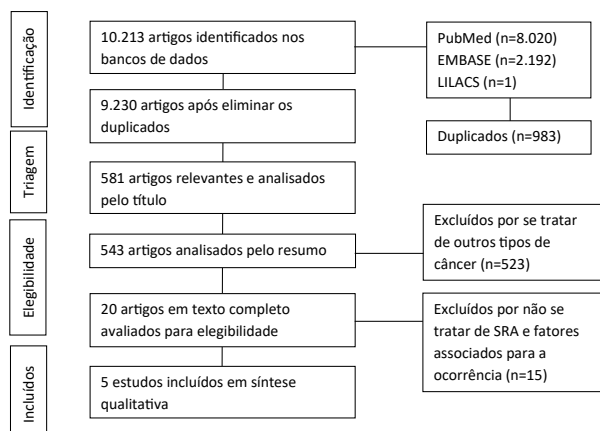 Identificação
10.213 artigos identificados nos
bancos de dados
PubMed (n=8.020)
EMBASE (n=2.192)
LILACS (n=1)
9.230 artigos após eliminar os
duplicados
Duplicados (n=983)
Triagem
581 artigos relevantes e analisados
pelo título
Elegibilidade
543 artigos analisados pelo resumo
Excluídos por se tratar
de outros tipos de
câncer (n=523)
20 artigos em texto completo
avaliados para elegibilidade
Excluídos por não se
tratar de SRA e fatores
associados para a
ocorrência (n=15)
Incluídos
5 estudos incluídos em síntese
qualitativa